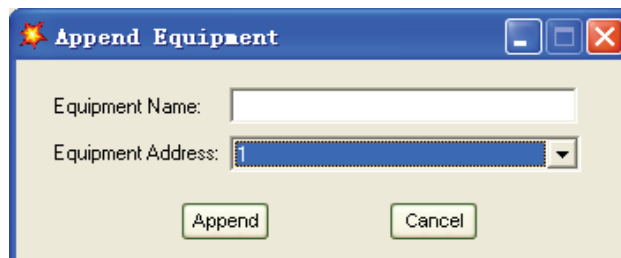 Append Equipment
Equipment Name:
Equipment Address: 1
Append Cancel